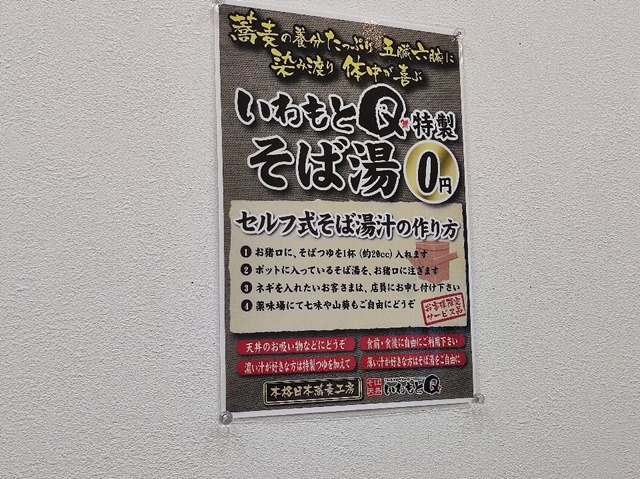 蕎麦の養分たっぷり 五臓六腑に
染み渡り 体中が喜ぶ
いわもとQ特製
そば湯 0円
セルフ式そば湯汁の作り方
1 お猪口に、そばつゆを1杯(約20cc)入れます
2 ポットに入っているそば湯を、お猪口に注ぎます
3 ネギを入れたいお客さまは、店員にお申し付け下さい
4 薬味場にて七味や山葵もご自由にどうぞ
お客様限定
サービス品
天丼のお吸い物などにどうぞ
食前・食後に自由にご利用下さい
濃い汁が好きな方は特製つゆを加えて
薄い汁が好きな方はそば湯をご自由に
本格日本蕎麦工房
そば 天丼 いわもとQ